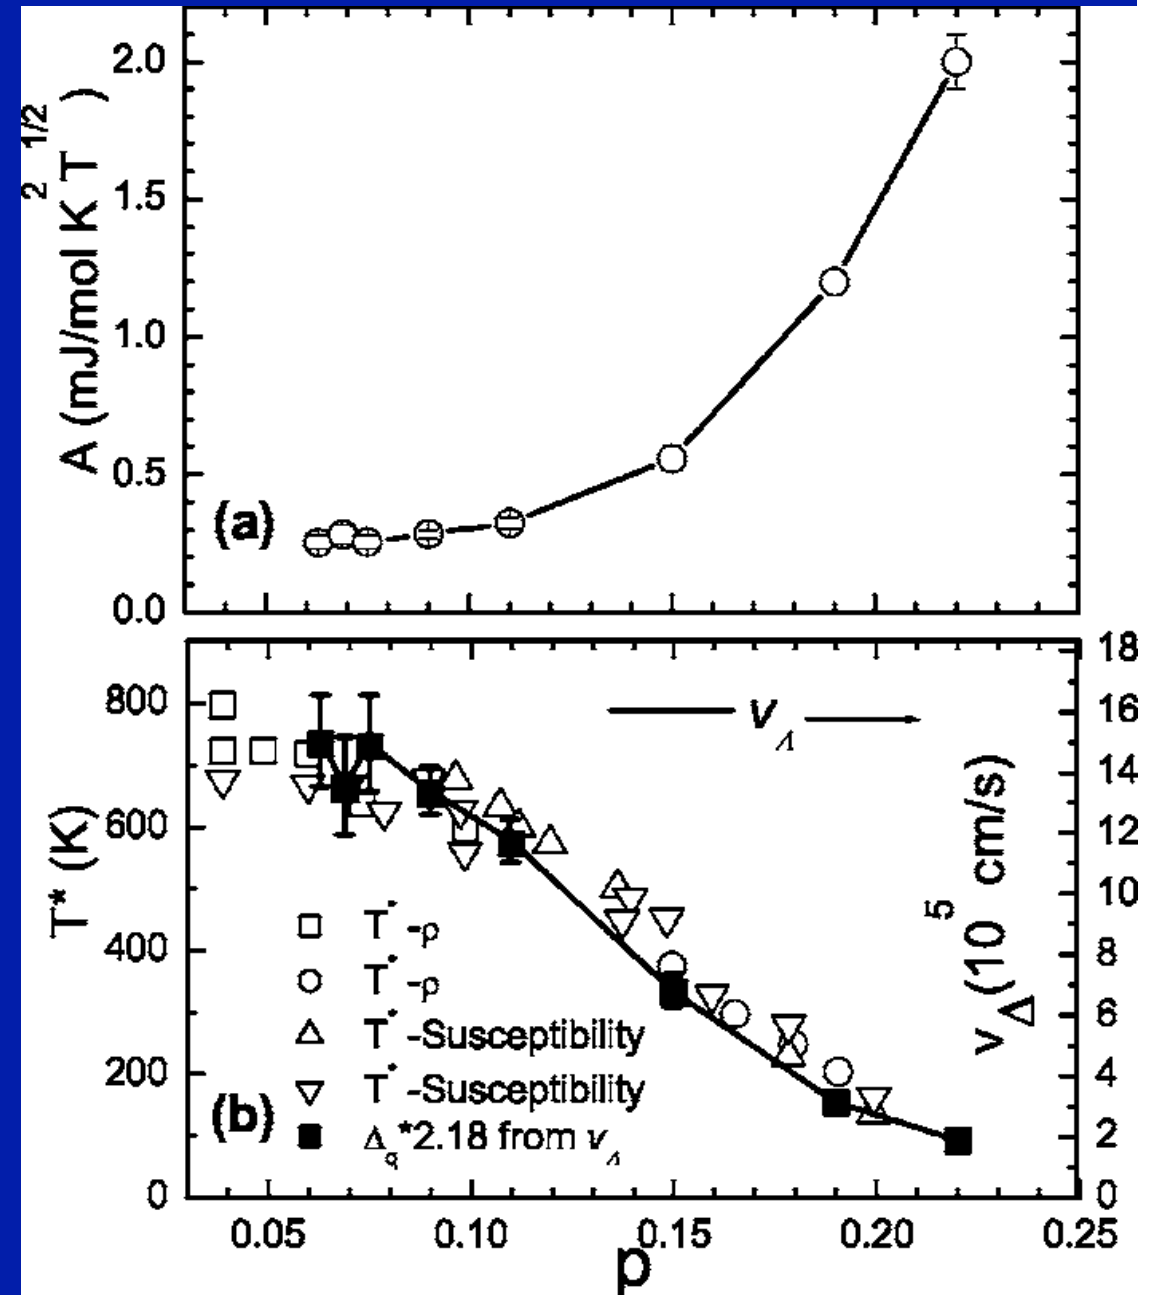 A (mJ/mol K² T^1/2)
2.0
1.5
1.0
0.5
0.0
(a)
T* (K)
800
600
400
200
0
v_Δ
18
16
14
12
10
8
6
4
2
0
v_Δ (10⁵ cm/s)
T*-ρ
T*-ρ
T*-Susceptibility
T*-Susceptibility
Δq*2.18 from v_Δ
(b)
0.05 0.10 0.15 0.20 0.25
p